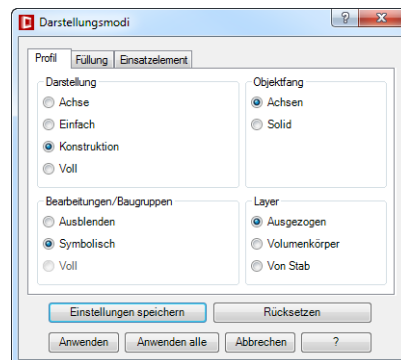 Darstellungsmodi
?
Profil Füllung Einsatzelement
Darstellung
Achse
Einfach
Konstruktion
Voll
Objektfang
Achsen
Solid
Bearbeitungen/Baugruppen
Ausblenden
Symbolisch
Voll
Layer
Ausgezogen
Volumenkörper
Von Stab
Einstellungen speichern Rücksetzen
Anwenden Anwenden alle Abbrechen ?